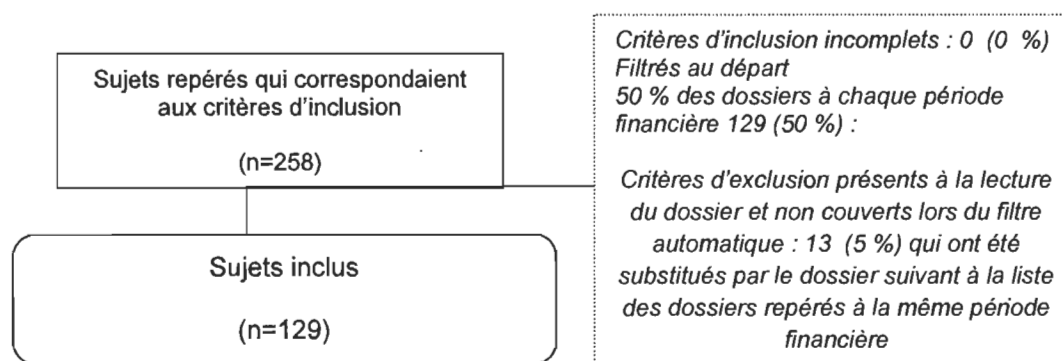 Sujets repérés qui correspondaient
aux critères d'inclusion
(n=258)
Sujets inclus
(n=129)
Critères d'inclusion incomplets : 0 (0 %)
Filtrés au départ
50 % des dossiers à chaque période
financière 129 (50 %) :
Critères d'exclusion présents à la lecture
du dossier et non couverts lors du filtre
automatique : 13 (5 %) qui ont été
substitués par le dossier suivant à la liste
des dossiers repérés à la même période
financière